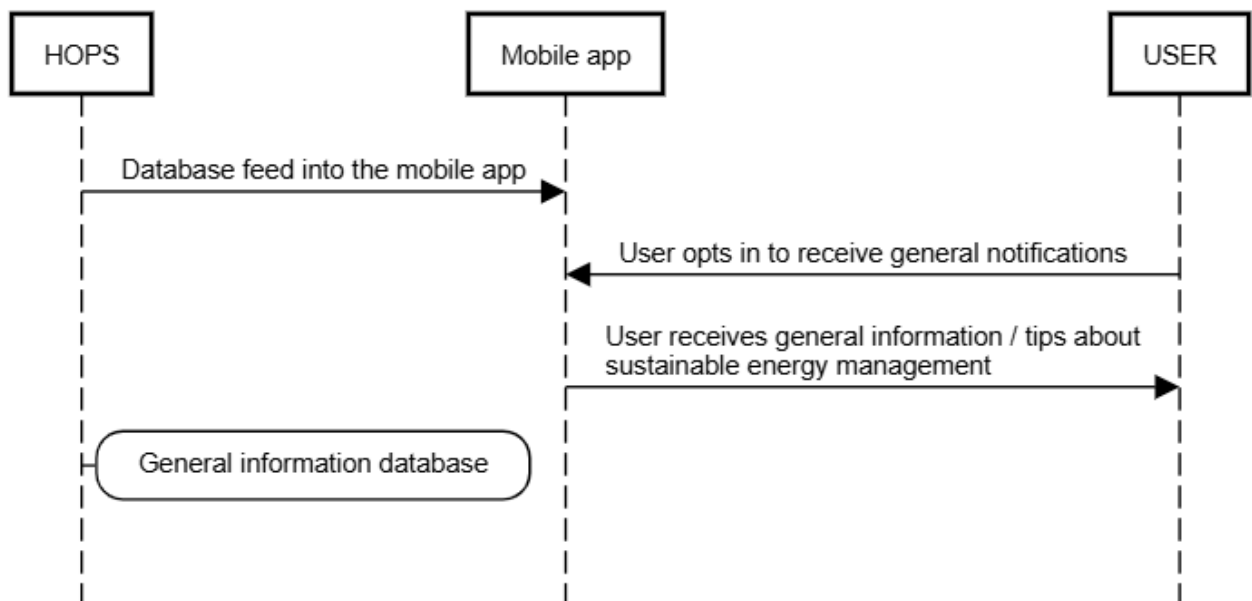 HOPS
Mobile app
USER
Database feed into the mobile app
User opts in to receive general notifications
User receives general information / tips about
sustainable energy management
General information database